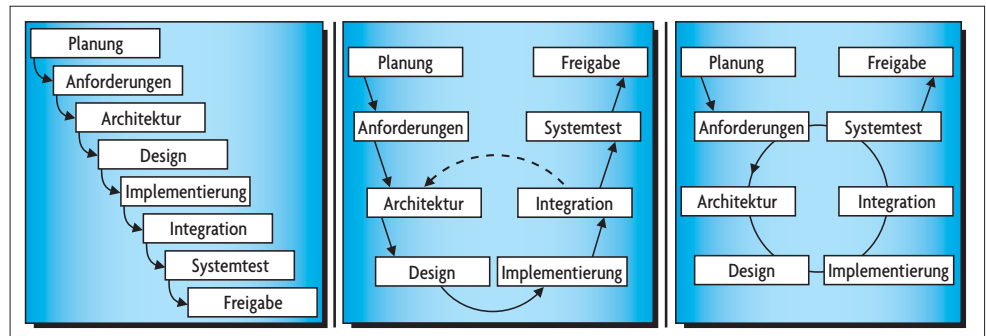 Planung
Anforderungen
Architektur
Design
Implementierung
Integration
Systemtest
Freigabe
Planung
Freigabe
Anforderungen
Systemtest
Architektur
Integration
Design
Implementierung
Planung
Freigabe
Anforderungen
Systemtest
Architektur
Integration
Design
Implementierung